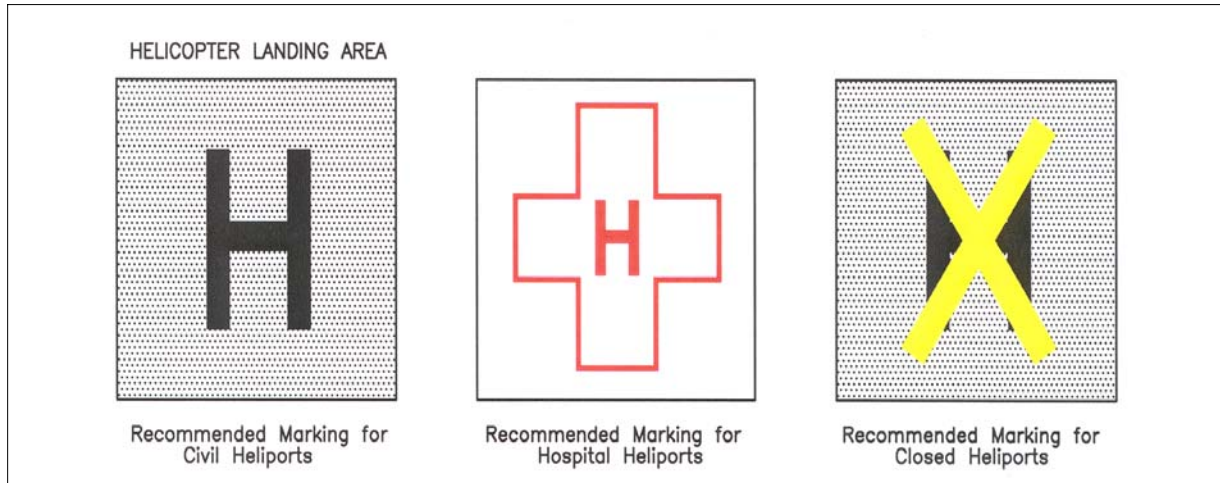 HELICOPTER LANDING AREA
H
H
H
X
Recommended Marking for
Civil Heliports
Recommended Marking for
Hospital Heliports
Recommended Marking for
Closed Heliports